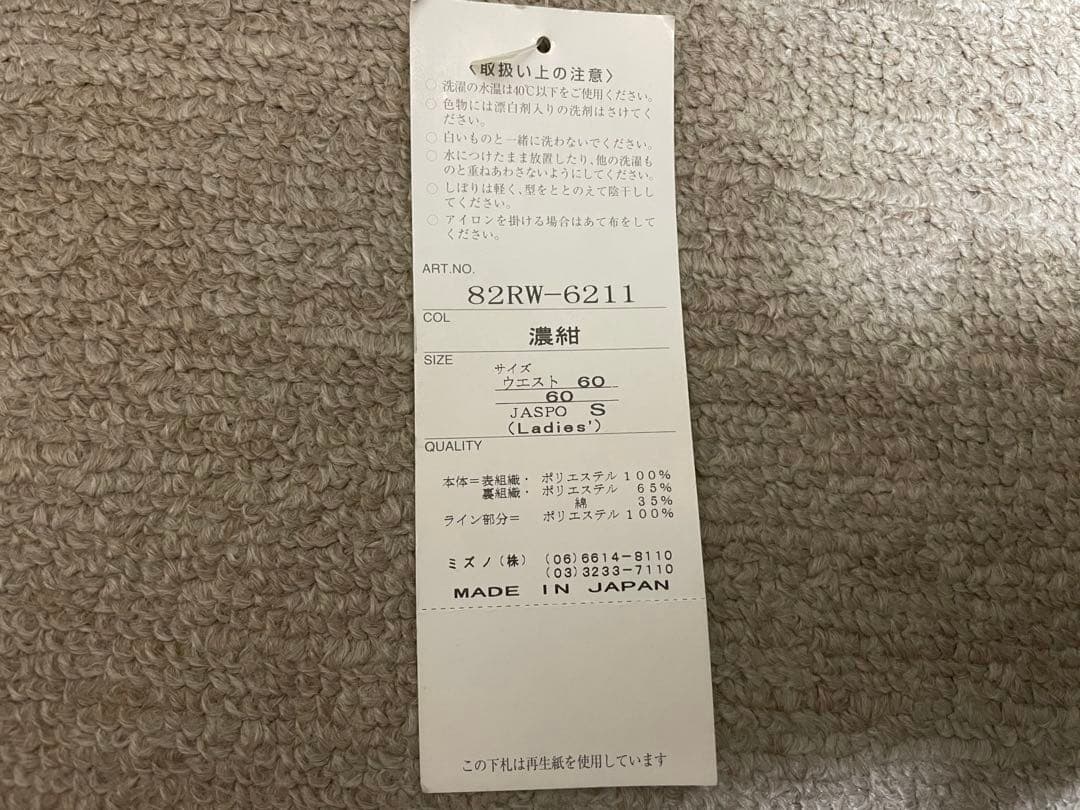 〈取扱い上の注意〉
○ 洗濯の水温は40℃以下をご使用ください。
○ 色物には漂白剤入りの洗剤はさけてく
ださい。
○ 白いものと一緒に洗わないでください。
○ 水につけたまま放置したり、他の洗濯も
のと重ねあわさないようにしてください。
○ しぼりは軽く、型をととのえて陰干しし
てください。
○ アイロンを掛ける場合はあて布をして
ください。
ART.NO.
82RW-6211
COL
濃紺
SIZE
サイズ
ウエスト 60
60
JASPO S
(Ladies')
QUALITY
本体=表組織・ ポリエステル100%
裏組織・ ポリエステル 65%
綿 35%
ライン部分= ポリエステル100%
ミズノ(株) (06)6614-8110
(03)3233-7110
MADE IN JAPAN
この下札は再生紙を使用しています